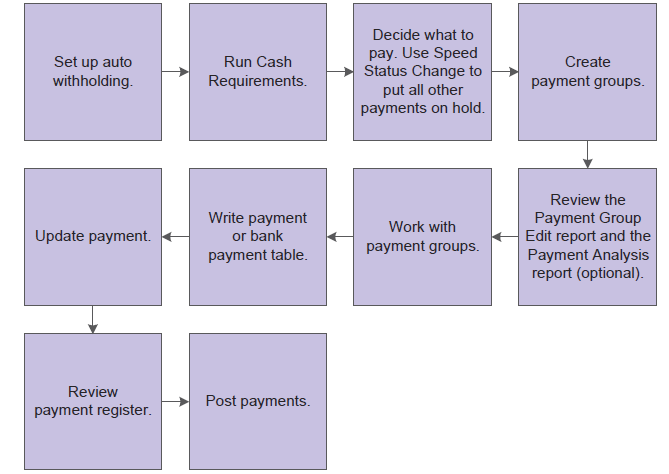 Set up auto
withholding.
Run Cash
Requirements.
Decide what to
pay. Use Speed
Status Change to
put all other
payments on hold.
Create
payment groups.
Review the
Payment Group
Edit report and the
Payment Analysis
report (optional).
Work with
payment groups.
Write payment
or bank
payment table.
Update payment.
Review
payment register.
Post payments.